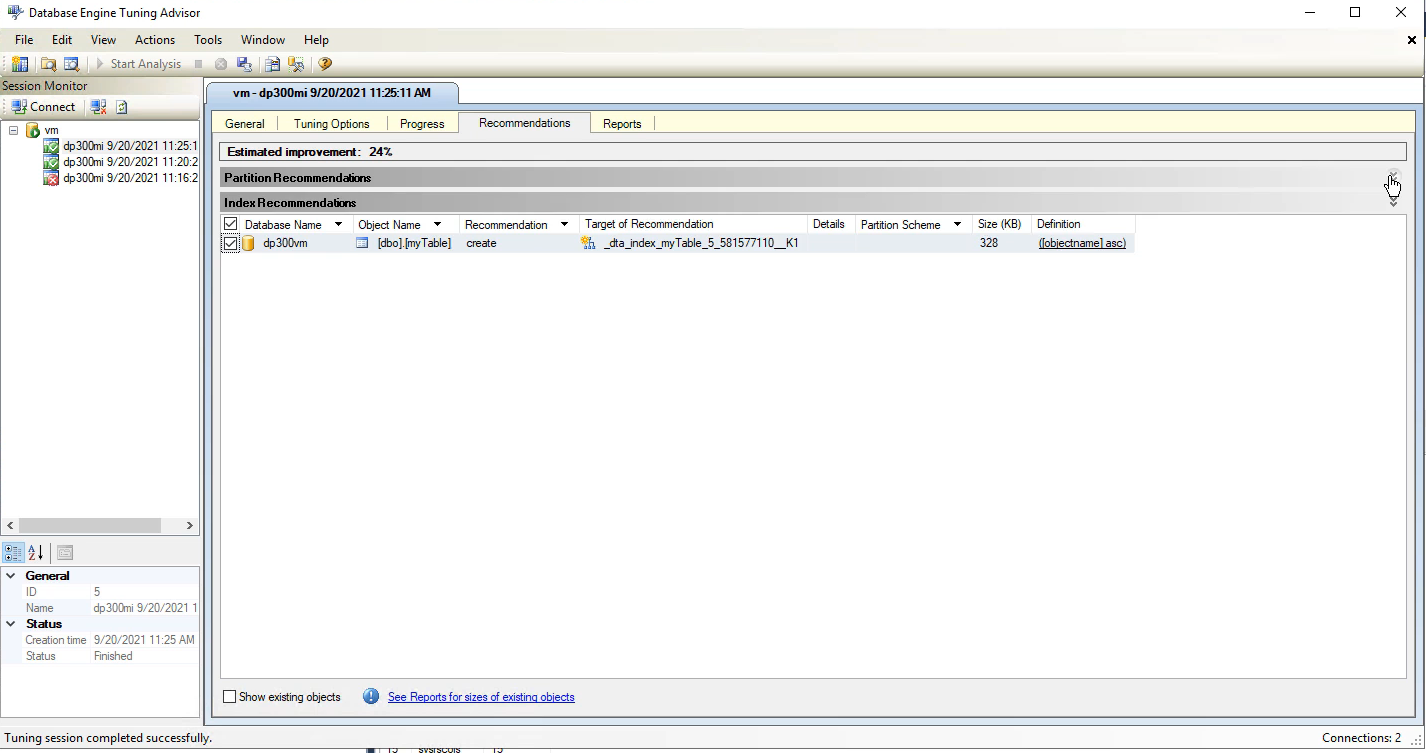 Database Engine Tuning Advisor
File Edit View Actions Tools Window Help
Start Analysis
Session Monitor
Connect
vm
dp300mi 9/20/2021 11:25:1
dp300mi 9/20/2021 11:20:2
dp300mi 9/20/2021 11:16:2
General
ID 5
Name dp300mi 9/20/2021 1
Status
Creation time 9/20/2021 11:25 AM
Status Finished
vm - dp300mi 9/20/2021 11:25:11 AM
General Tuning Options Progress Recommendations Reports
Estimated improvement: 24%
Partition Recommendations
Index Recommendations
Database Name Object Name Recommendation Target of Recommendation Details Partition Scheme Size (KB) Definition
dp300vm [dbo].[myTable] create _dta_index_myTable_5_581577110__K1 328 ([objectname] asc)
Show existing objects See Reports for sizes of existing objects
Tuning session completed successfully. Connections: 2